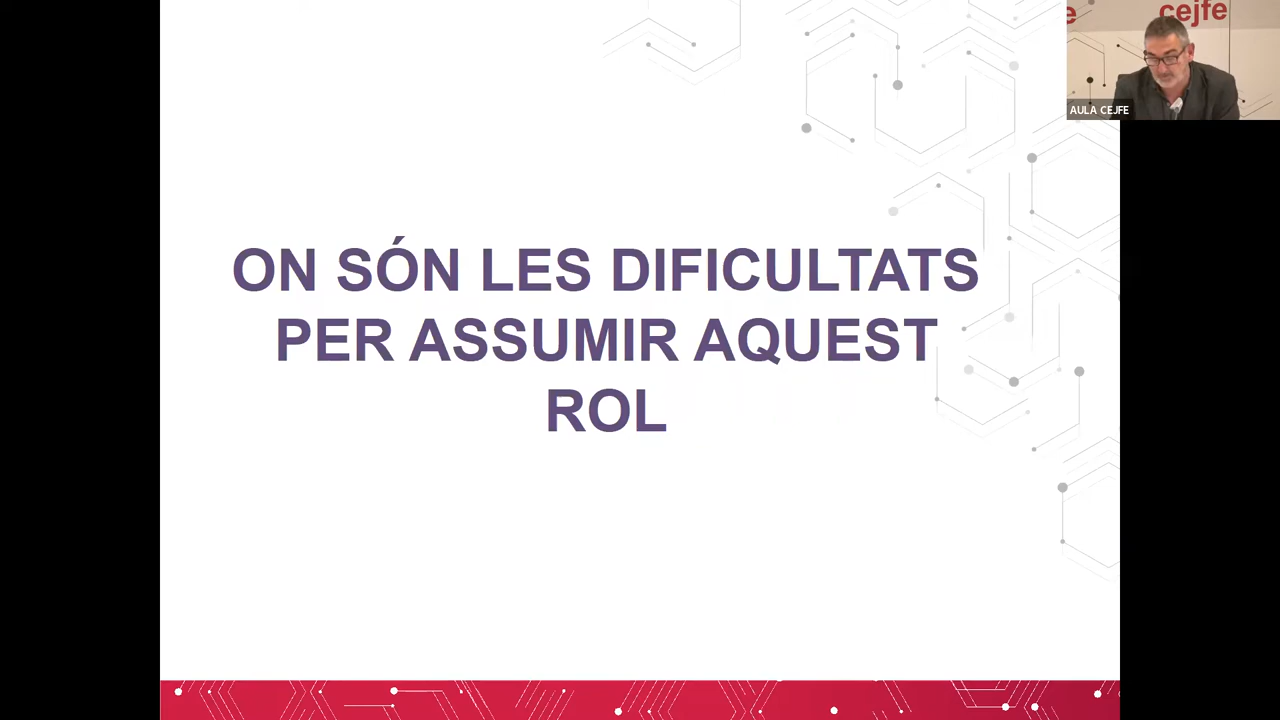 ON SÓN LES DIFICULTATS
PER ASSUMIR AQUEST
ROL
e
cejfe
AULA CEJFE